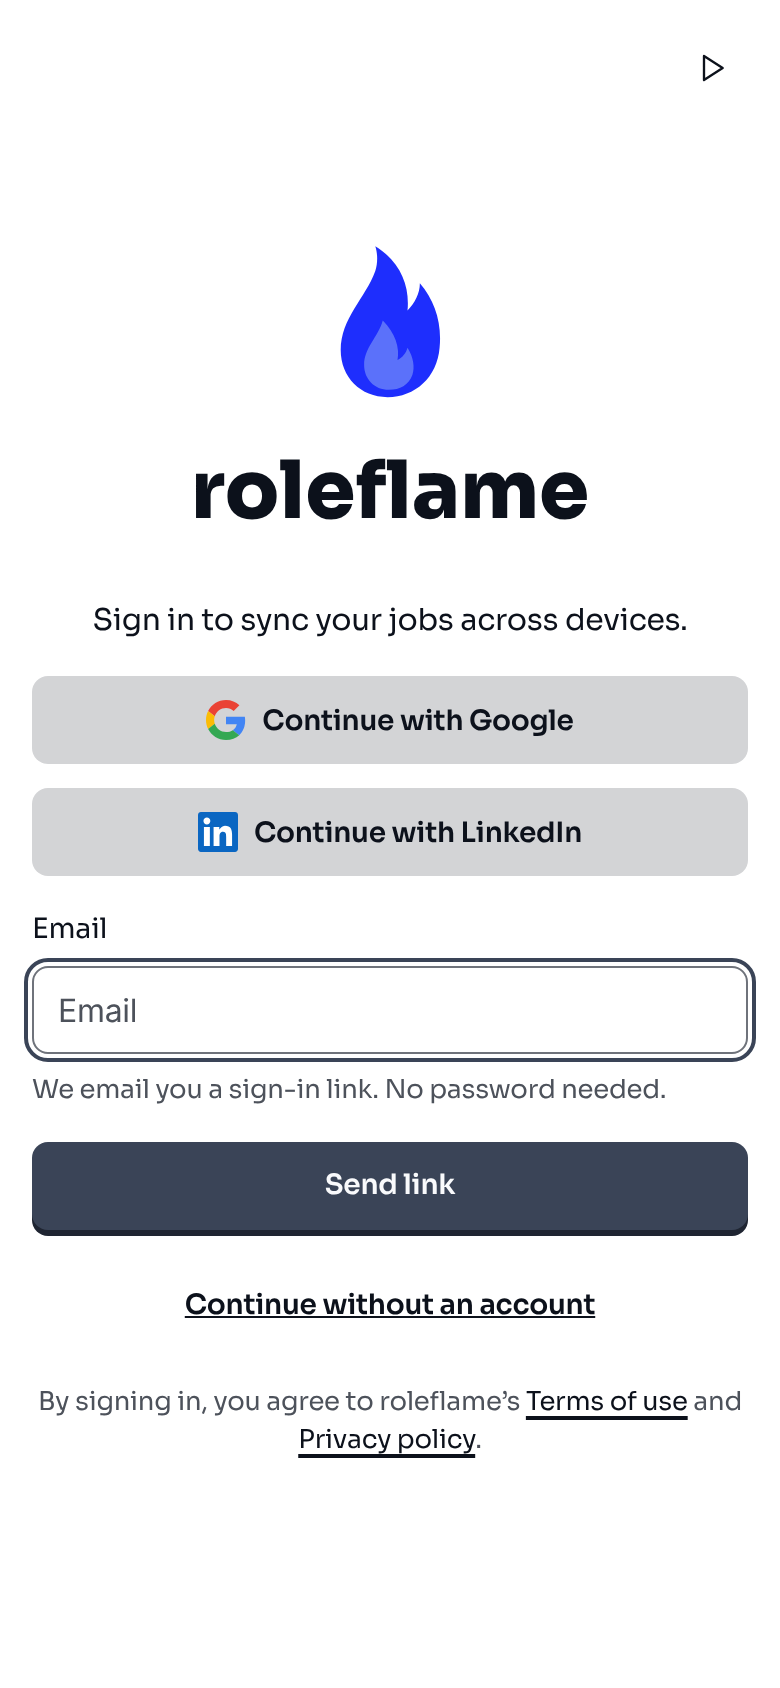 roleflame
Sign in to sync your jobs across devices.
Continue with Google
in Continue with LinkedIn
Email
Email
We email you a sign-in link. No password needed.
Send link
Continue without an account
By signing in, you agree to roleflame’s Terms of use and
Privacy policy.